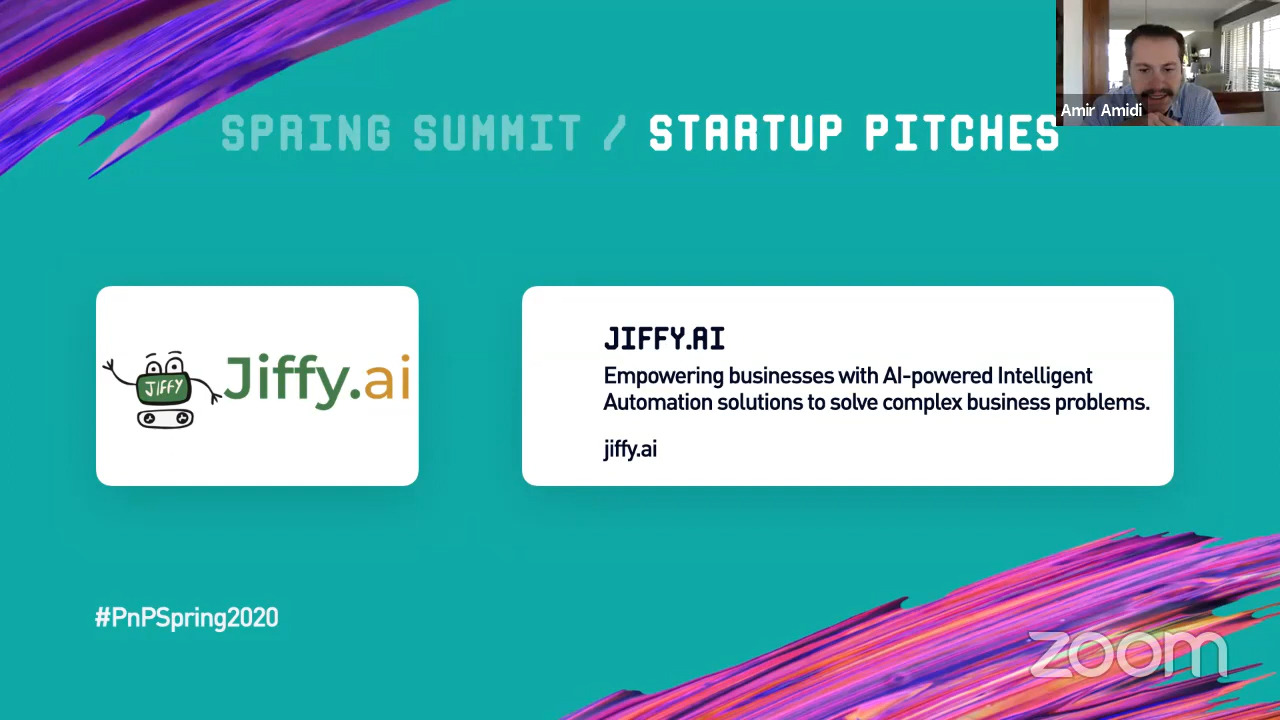 Amir Amidi
SPRING SUMMIT / STARTUP PITCHES
JIFFY
Jiffy.ai
JIFFY.AI
Empowering businesses with AI-powered Intelligent
Automation solutions to solve complex business problems.
jiffy.ai
#PnPSpring2020
zoom